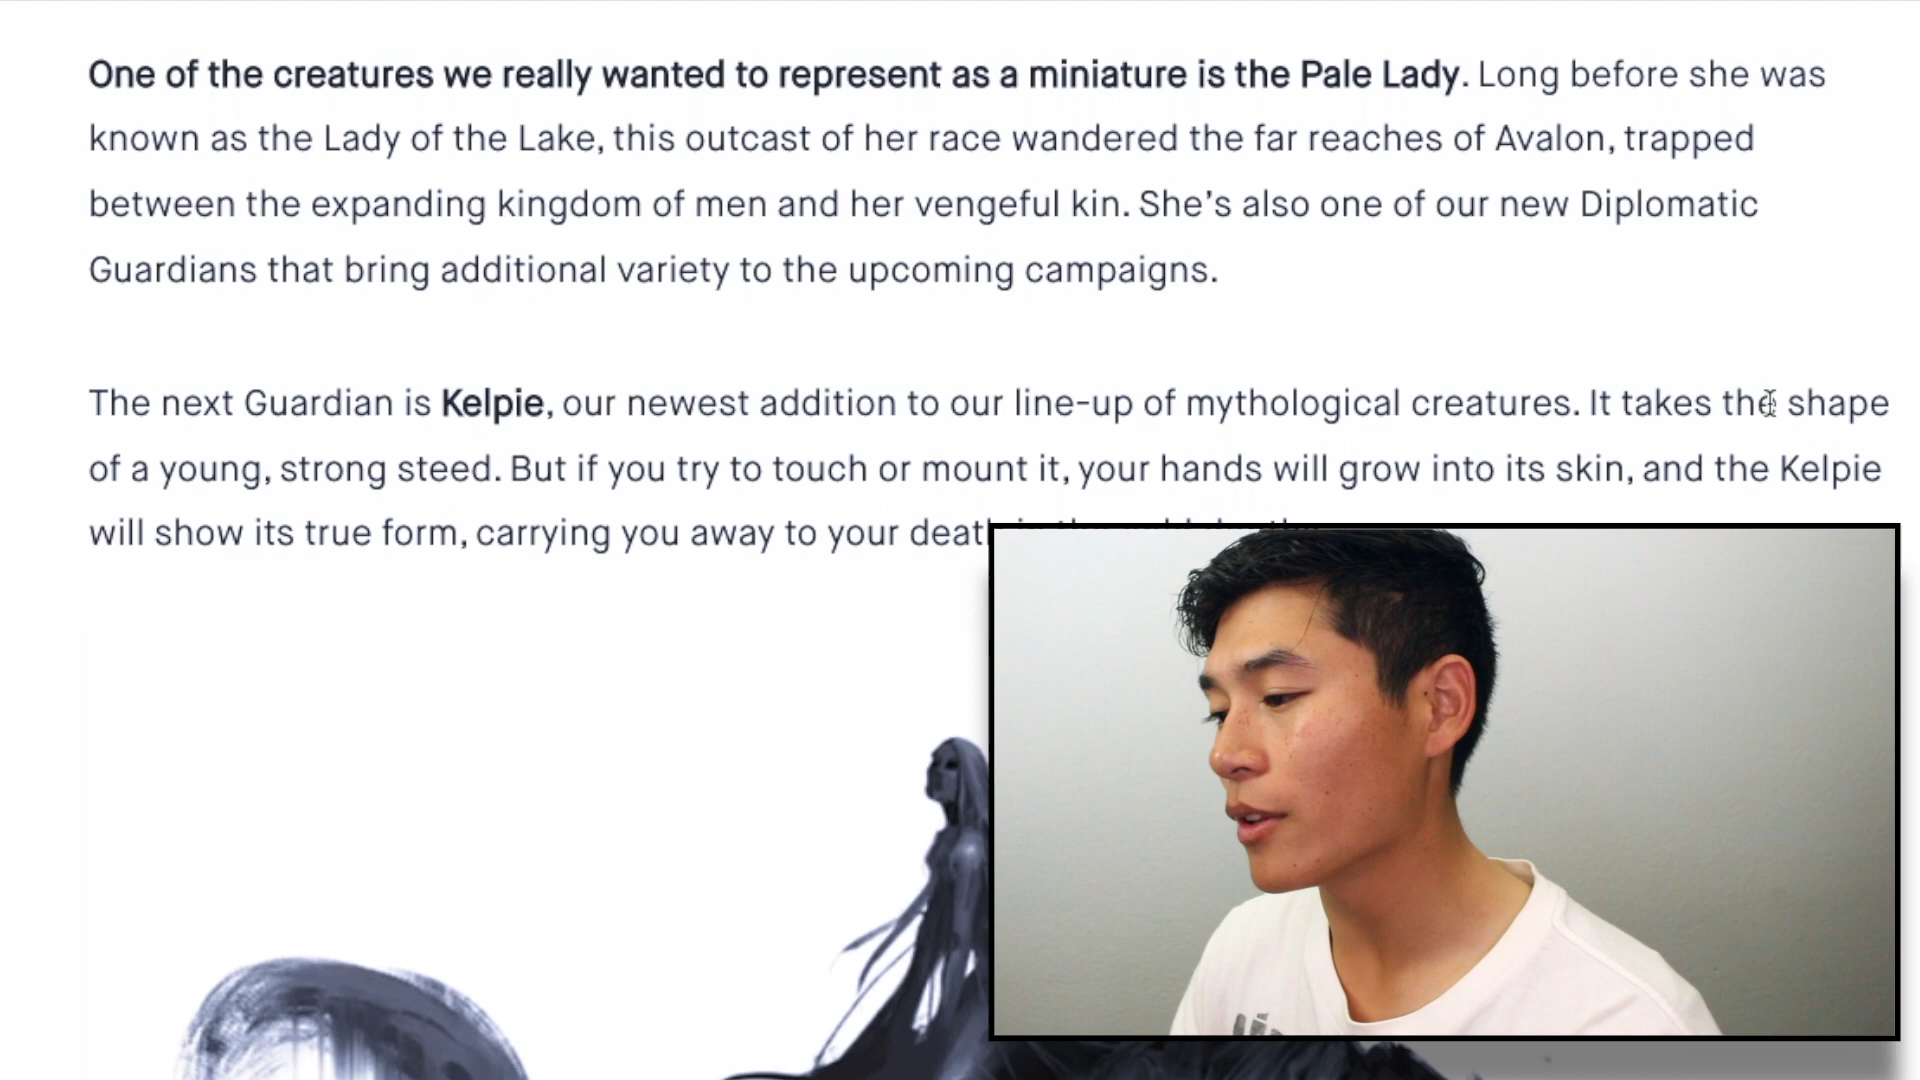 One of the creatures we really wanted to represent as a miniature is the Pale Lady. Long before she was
known as the Lady of the Lake, this outcast of her race wandered the far reaches of Avalon, trapped
between the expanding kingdom of men and her vengeful kin. She’s also one of our new Diplomatic
Guardians that bring additional variety to the upcoming campaigns.
The next Guardian is Kelpie, our newest addition to our line-up of mythological creatures. It takes the shape
of a young, strong steed. But if you try to touch or mount it, your hands will grow into its skin, and the Kelpie
will show its true form, carrying you away to your death